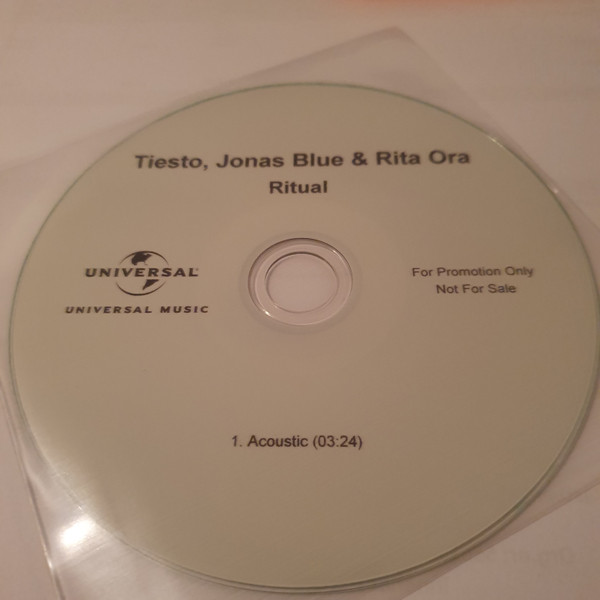 Tiesto, Jonas Blue & Rita Ora
Ritual
UNIVERSAL
UNIVERSAL MUSIC
For Promotion Only
Not For Sale
1. Acoustic (03:24)